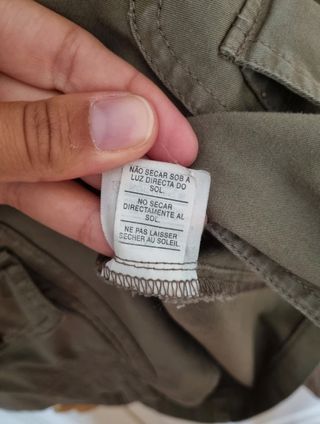 NÃO SECAR SOB A
LUZ DIRECTA DO
SOL.
NO SECAR
DIRECTAMENTE AL
SOL.
NE PAS LAISSER
SECHER AU SOLEIL.